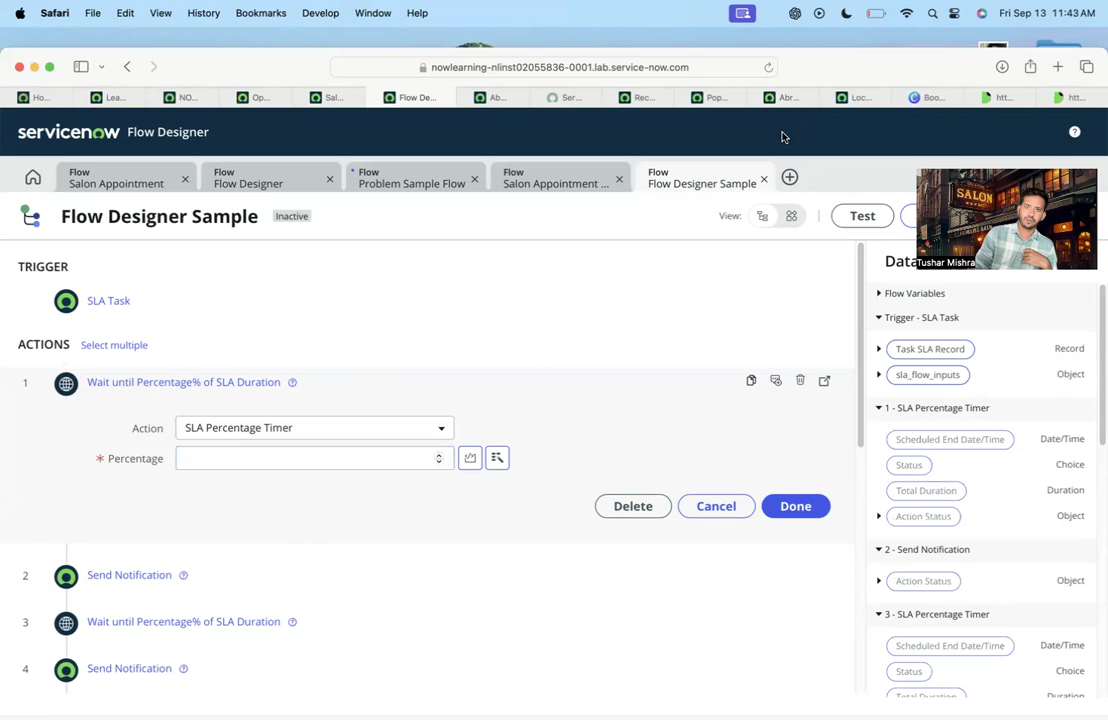 Safari File Edit View History Bookmarks Develop Window Help Fri Sep 13 11:43 AM
nowlearning-nlinst02055836-0001.lab.service-now.com
Ho... Lea... NO... Op... Sal... Flow De... Ab... Ser... Rec... Pop... Abr... Loc... Boo... htt... htt...
servicenow Flow Designer
Flow Flow Flow Flow Flow
Salon Appointment Flow Designer Problem Sample Flow Salon Appointment ... Flow Designer Sample
Flow Designer Sample Inactive View: Test
SALON
Tushar Mishra
TRIGGER
SLA Task
ACTIONS Select multiple
1 Wait until Percentage% of SLA Duration
Action SLA Percentage Timer
* Percentage
Delete Cancel Done
2 Send Notification
3 Wait until Percentage% of SLA Duration
4 Send Notification
Data
Flow Variables
Trigger - SLA Task
Task SLA Record Record
sla_flow_inputs Object
1 - SLA Percentage Timer
Scheduled End Date/Time Date/Time
Status Choice
Total Duration Duration
Action Status Object
2 - Send Notification
Action Status Object
3 - SLA Percentage Timer
Scheduled End Date/Time Date/Time
Status Choice
Total Duration Duration